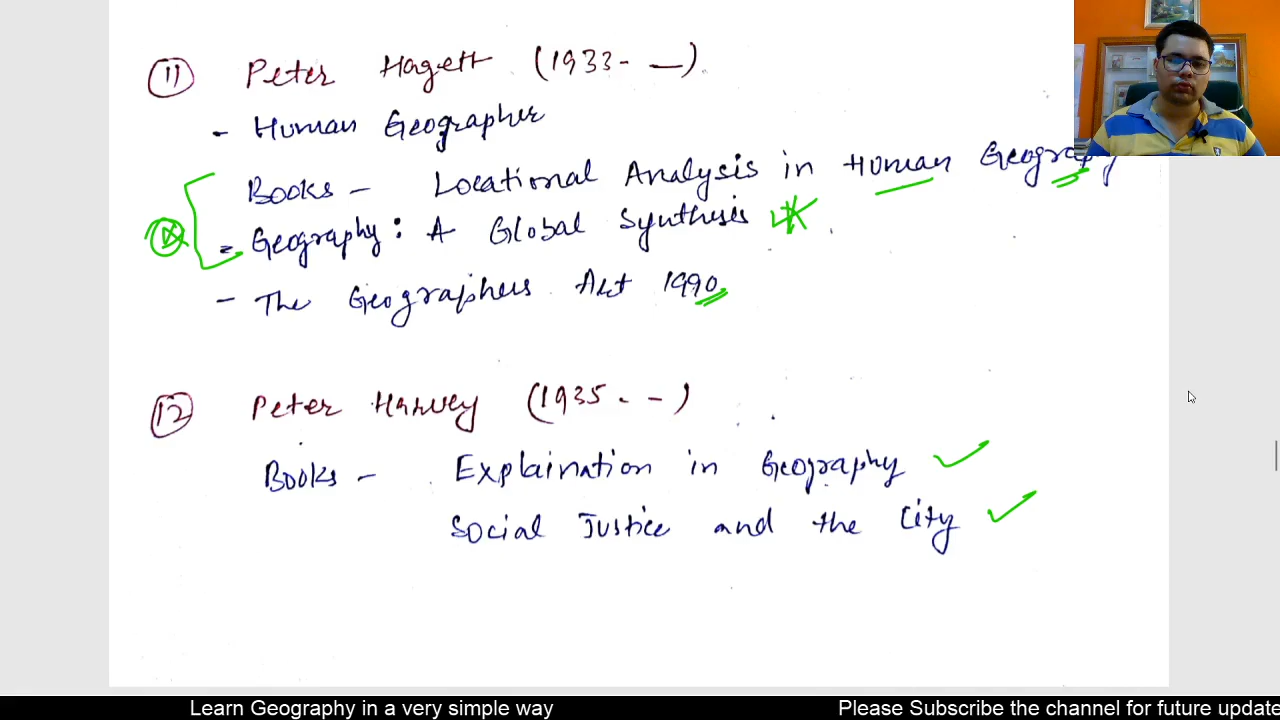 11 Peter Hagett (1933- —).
- Human Geographer
Books - Locational Analysis in Human Geography
= Geography: A Global Synthesis
- The Geographers Art 1990
12 Peter Harvey (1935 - -)
Books - Explaination in Geography
Social Justice and the City
Learn Geography in a very simple way
Please Subscribe the channel for future update